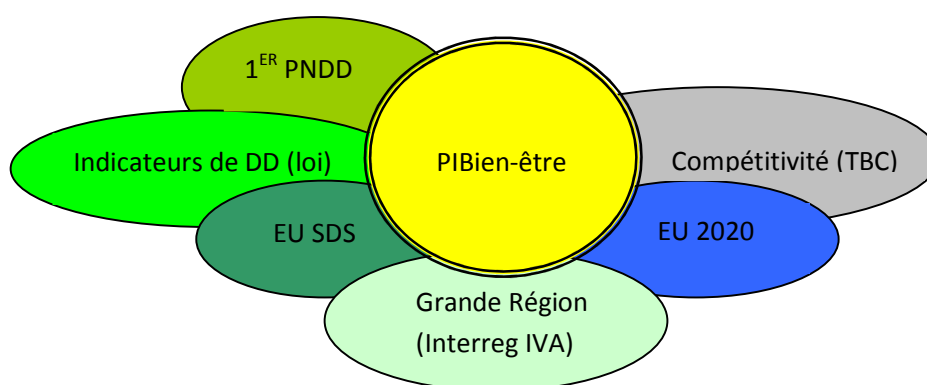 1ER PNDD
Indicateurs de DD (loi)
PIBien-être
Compétitivité (TBC)
EU SDS
EU 2020
Grande Région
(Interreg IVA)